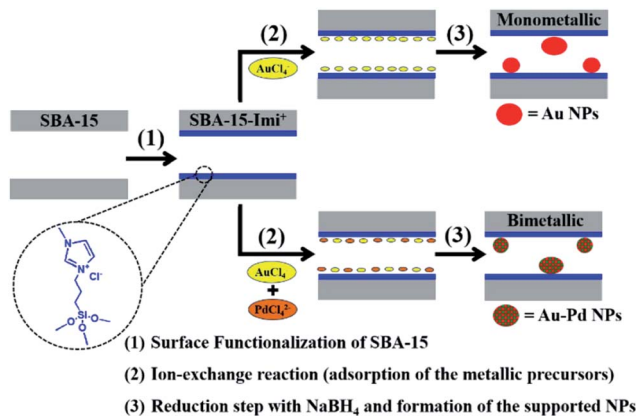 (2)
AuCl₄⁻
(3)
Monometallic
= Au NPs
SBA-15
(1)
SBA-15-Imi⁺
N
N⁺
Cl⁻
Si
O
O
O
(2)
AuCl₄
+
PdCl₄²⁻
(3)
Bimetallic
= Au-Pd NPs
(1) Surface Functionalization of SBA-15
(2) Ion-exchange reaction (adsorption of the metallic precursors)
(3) Reduction step with NaBH₄ and formation of the supported NPs